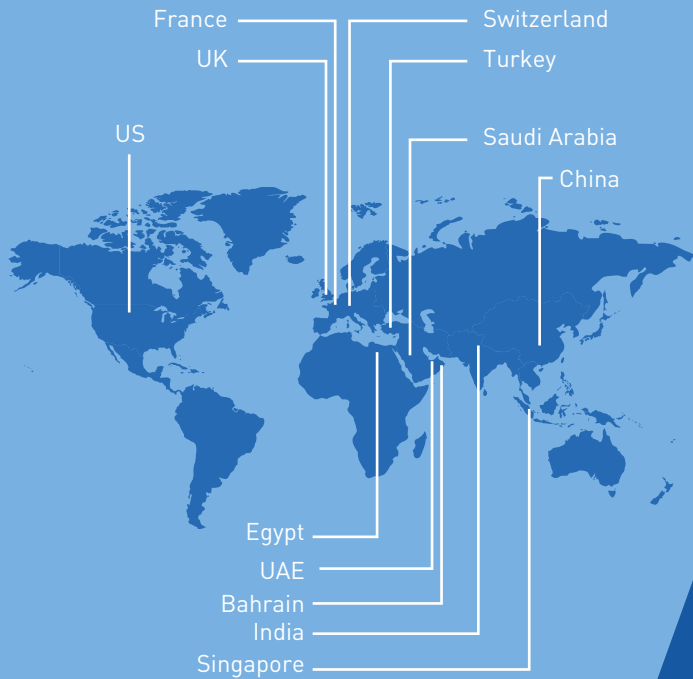 France
Switzerland
UK
Turkey
US
Saudi Arabia
China
Egypt
UAE
Bahrain
India
Singapore